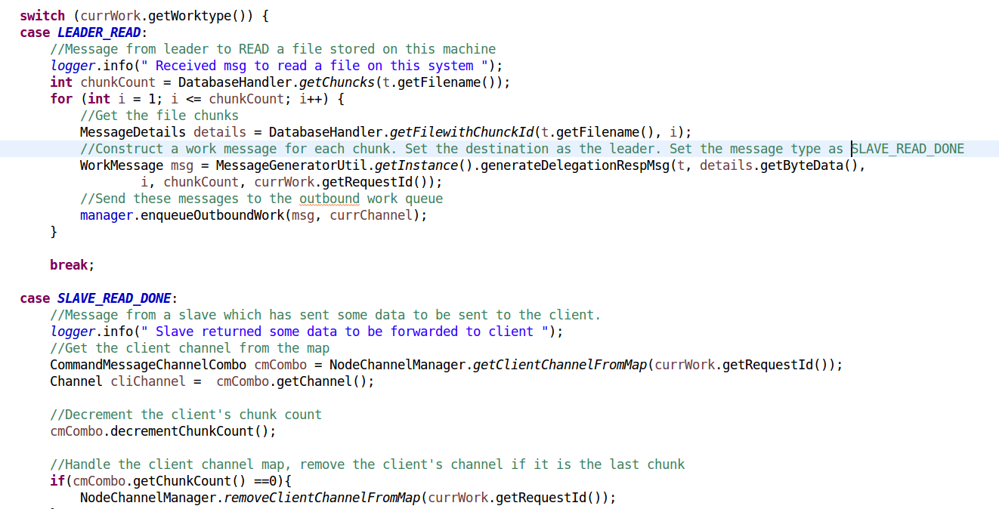 switch (currWork.getWorktype()) {
case LEADER_READ:
//Message from leader to READ a file stored on this machine
logger.info(" Received msg to read a file on this system ");
int chunkCount = DatabaseHandler.getChuncks(t.getFilename());
for (int i = 1; i <= chunkCount; i++) {
//Get the file chunks
MessageDetails details = DatabaseHandler.getFilewithChunckId(t.getFilename(), i);
//Construct a work message for each chunk. Set the destination as the leader. Set the message type as SLAVE_READ_DONE
WorkMessage msg = MessageGeneratorUtil.getInstance().generateDelegationRespMsg(t, details.getByteData(),
i, chunkCount, currWork.getRequestId());
//Send these messages to the outbound work queue
manager.enqueueOutboundWork(msg, currChannel);
}
break;
case SLAVE_READ_DONE:
//Message from a slave which has sent some data to be sent to the client.
logger.info(" Slave returned some data to be forwarded to client ");
//Get the client channel from the map
CommandMessageChannelCombo cmCombo = NodeChannelManager.getClientChannelFromMap(currWork.getRequestId());
Channel cliChannel =  cmCombo.getChannel();
//Decrement the client's chunk count
cmCombo.decrementChunkCount();
//Handle the client channel map, remove the client's channel if it is the last chunk
if(cmCombo.getChunkCount() ==0){
NodeChannelManager.removeClientChannelFromMap(currWork.getRequestId());